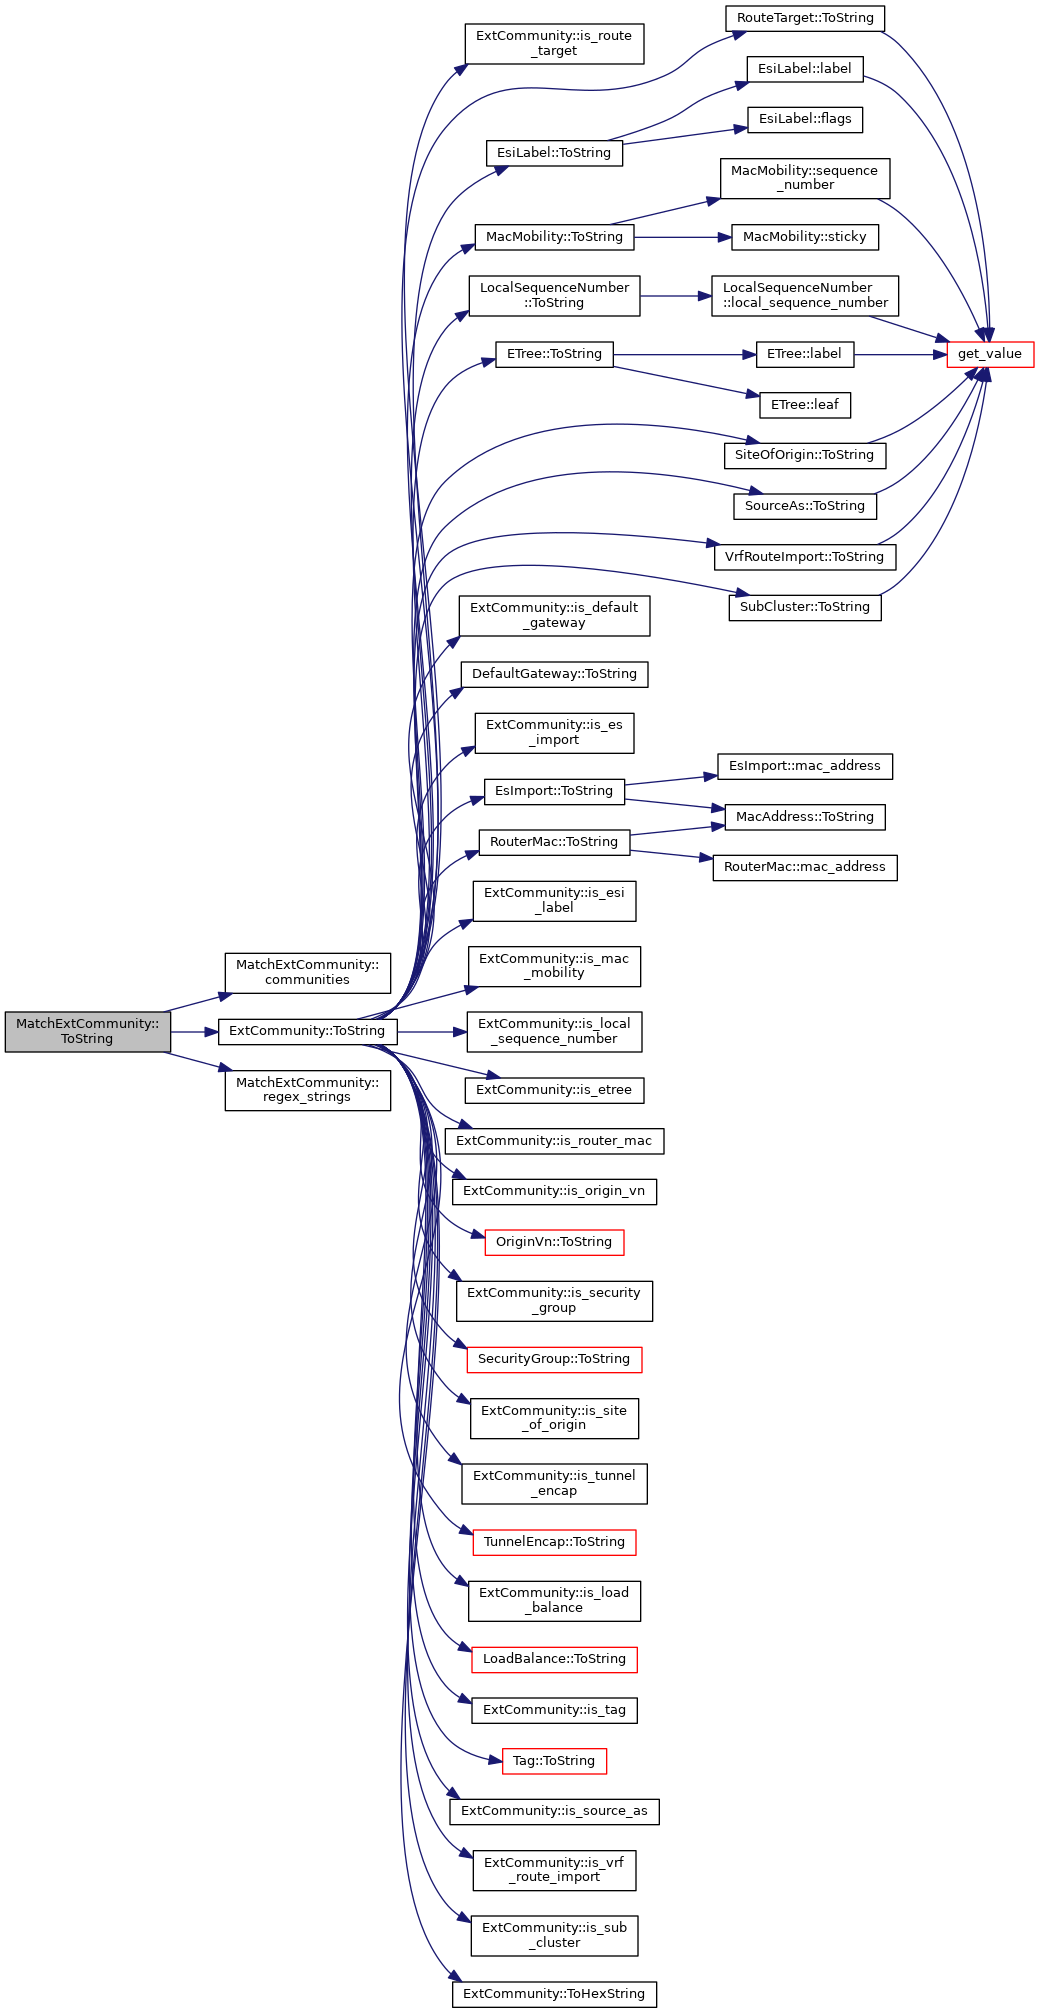 MatchExtCommunity::
ToString
MatchExtCommunity::
communities
ExtCommunity::ToString
MatchExtCommunity::
regex_strings
ExtCommunity::is_route
_target
RouteTarget::ToString
EsiLabel::ToString
EsiLabel::label
EsiLabel::flags
MacMobility::ToString
MacMobility::sequence
_number
MacMobility::sticky
LocalSequenceNumber
::ToString
LocalSequenceNumber
::local_sequence_number
ETree::ToString
ETree::label
ETree::leaf
get_value
SiteOfOrigin::ToString
SourceAs::ToString
VrfRouteImport::ToString
SubCluster::ToString
ExtCommunity::is_default
_gateway
DefaultGateway::ToString
ExtCommunity::is_es
_import
EsImport::ToString
EsImport::mac_address
MacAddress::ToString
RouterMac::ToString
RouterMac::mac_address
ExtCommunity::is_esi
_label
ExtCommunity::is_mac
_mobility
ExtCommunity::is_local
_sequence_number
ExtCommunity::is_etree
ExtCommunity::is_router_mac
ExtCommunity::is_origin_vn
OriginVn::ToString
ExtCommunity::is_security
_group
SecurityGroup::ToString
ExtCommunity::is_site
_of_origin
ExtCommunity::is_tunnel
_encap
TunnelEncap::ToString
ExtCommunity::is_load
_balance
LoadBalance::ToString
ExtCommunity::is_tag
Tag::ToString
ExtCommunity::is_source_as
ExtCommunity::is_vrf
_route_import
ExtCommunity::is_sub
_cluster
ExtCommunity::ToHexString